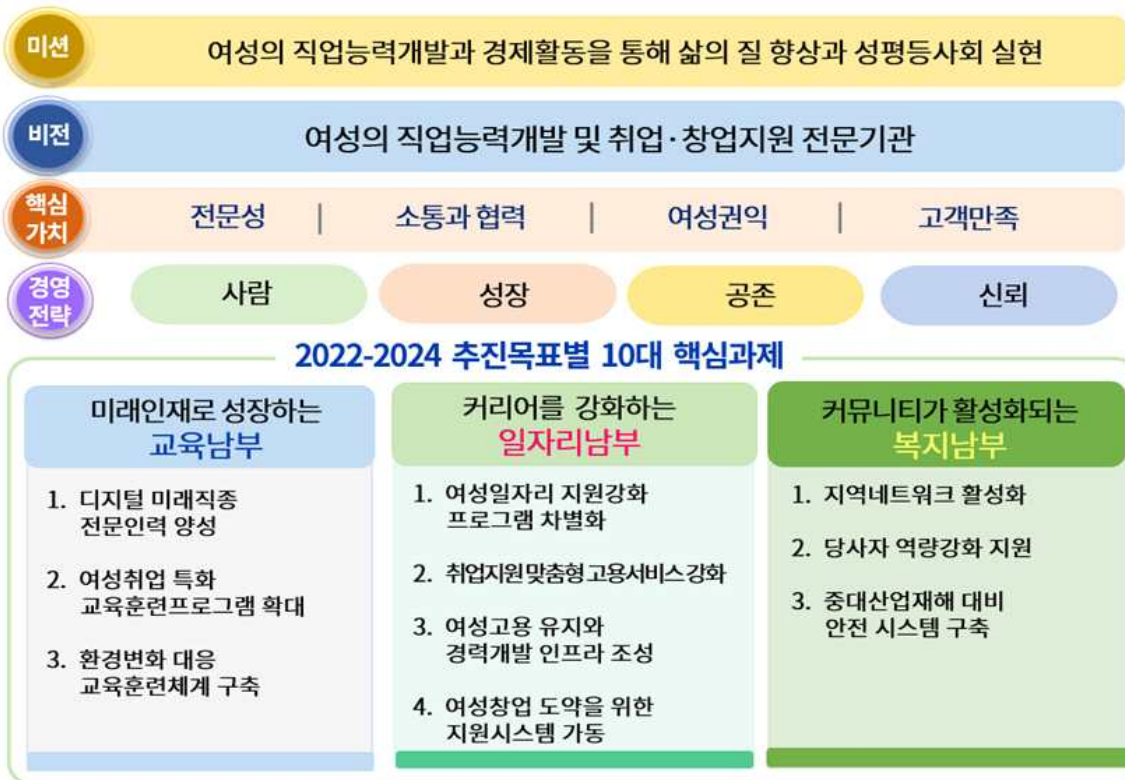 미션
여성의 직업능력개발과 경제활동을 통해 삶의 질 향상과 성평등사회 실현
비전
여성의 직업능력개발 및 취업·창업지원 전문기관
핵심
가치
전문성 | 소통과 협력 | 여성권익 | 고객만족
경영
전략
사람 성장 공존 신뢰
2022-2024 추진목표별 10대 핵심과제
미래인재로 성장하는
교육남부
1. 디지털 미래직종
전문인력 양성
2. 여성취업 특화
교육훈련프로그램 확대
3. 환경변화 대응
교육훈련체계 구축
커리어를 강화하는
일자리남부
1. 여성일자리 지원강화
프로그램 차별화
2. 취업지원 맞춤형 고용서비스 강화
3. 여성고용 유지와
경력개발 인프라 조성
4. 여성창업 도약을 위한
지원시스템 가동
커뮤니티가 활성화되는
복지남부
1. 지역네트워크 활성화
2. 당사자 역량강화 지원
3. 중대산업재해 대비
안전 시스템 구축